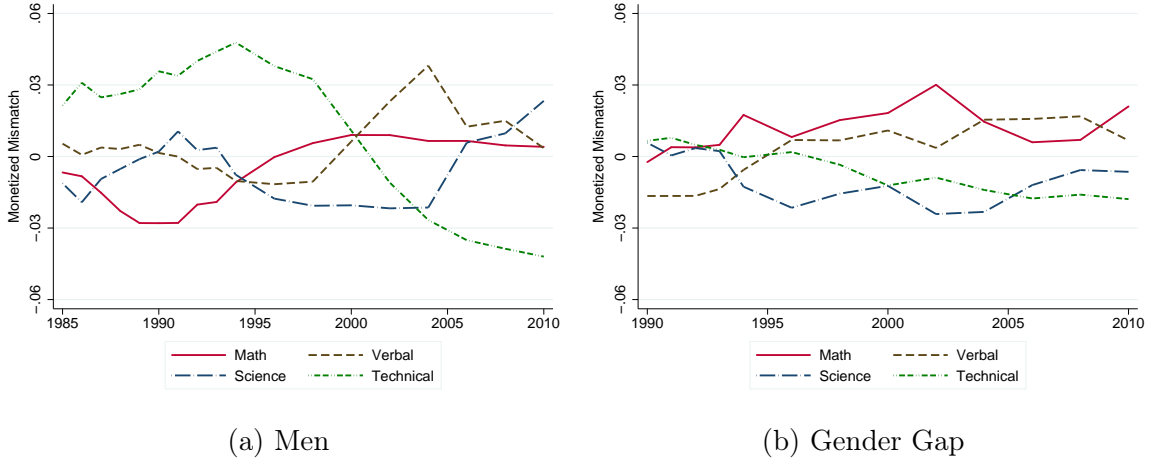 .06
.03
0
−.03
−.06
Monetized Mismatch
1985 1990 1995 2000 2005 2010
Math Verbal
Science Technical
(a) Men
.06
.03
0
−.03
−.06
Monetized Mismatch
1990 1995 2000 2005 2010
Math Verbal
Science Technical
(b) Gender Gap